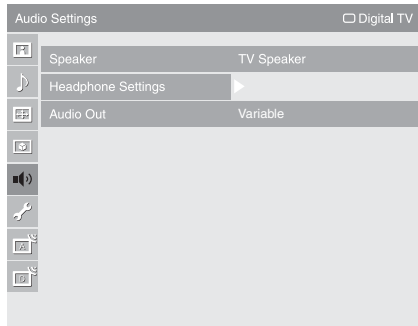 Audio Settings
Digital TV
Speaker TV Speaker
Headphone Settings
Audio Out Variable
A